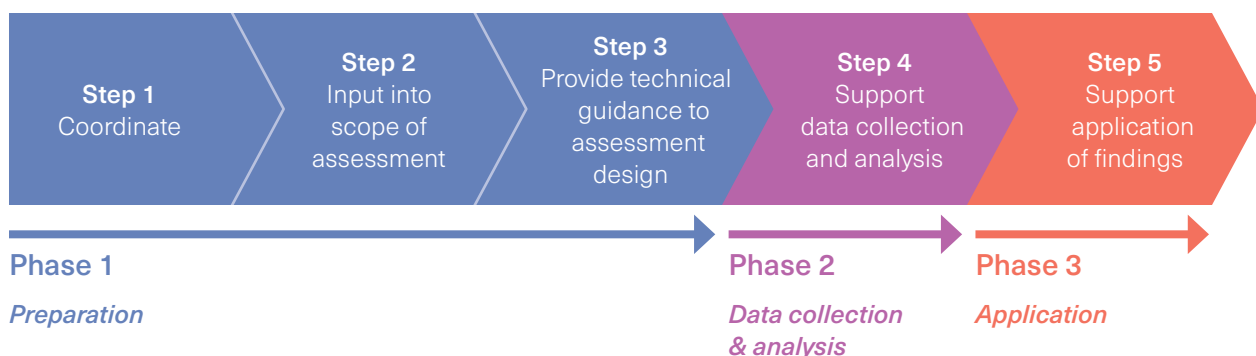 Step 1
Coordinate
Step 2
Input into
scope of
assessment
Step 3
Provide technical
guidance to
assessment
design
Step 4
Support
data collection
and analysis
Step 5
Support
application
of findings
Phase 1
Preparation
Phase 2
Data collection
& analysis
Phase 3
Application